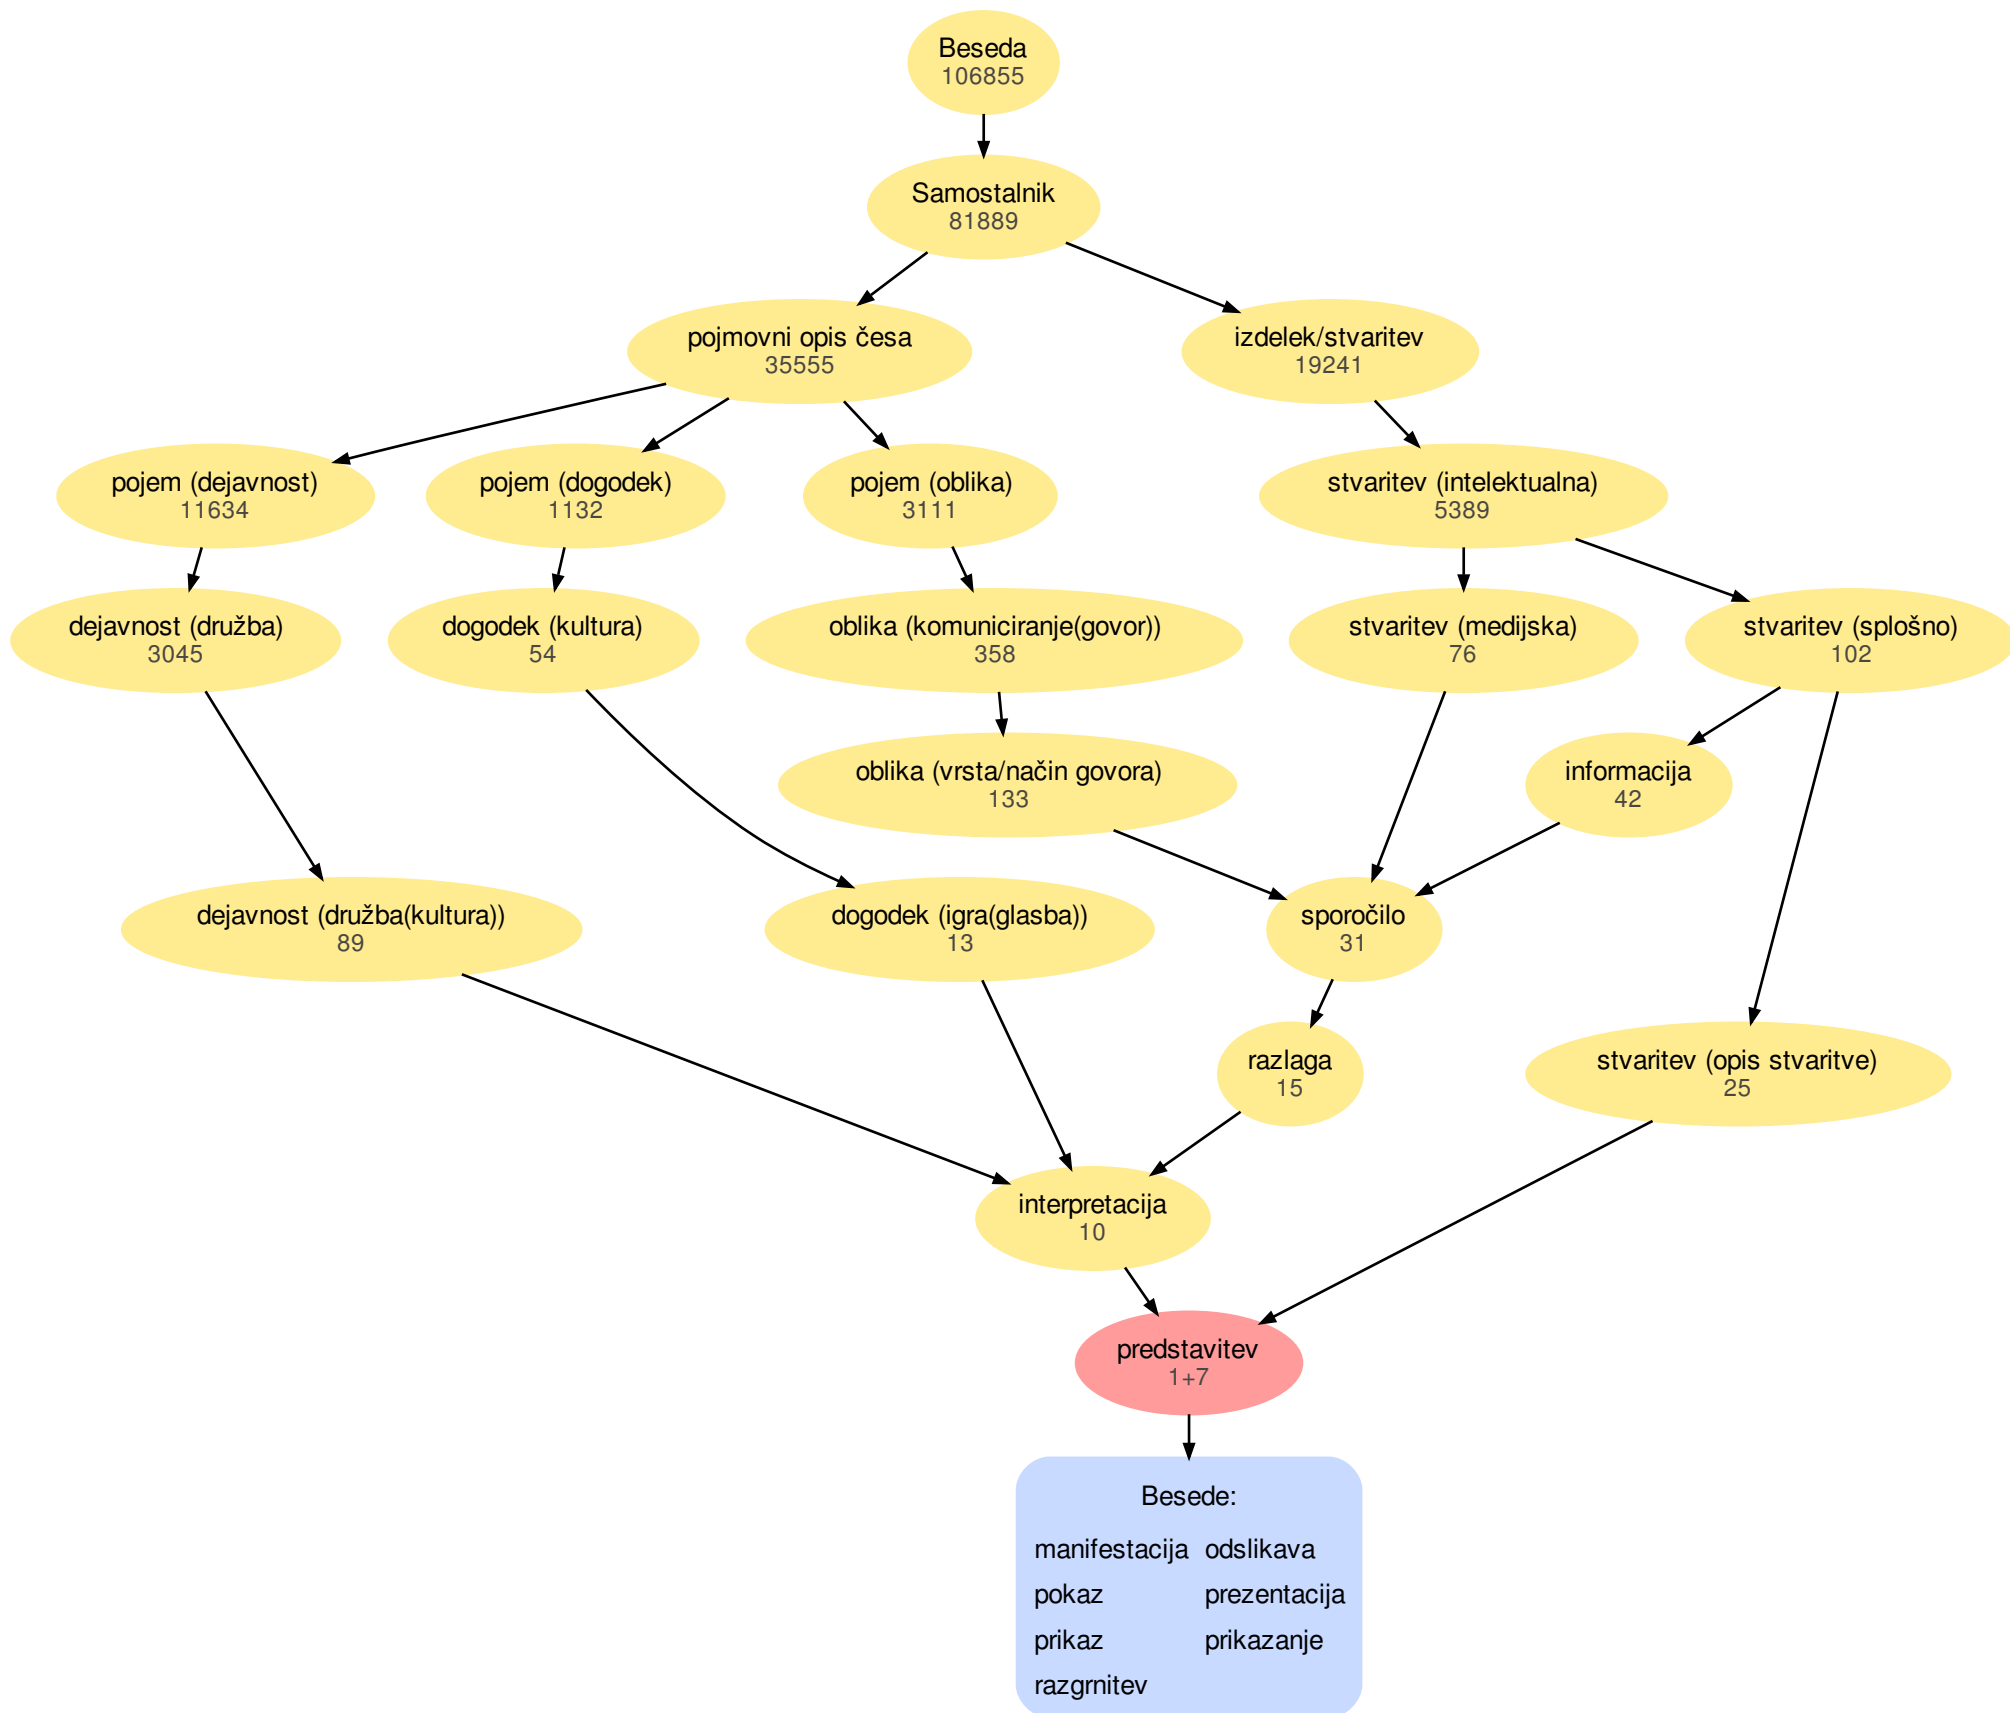 Beseda
106855
Samostalnik
81889
pojmovni opis česa
35555
izdelek/stvaritev
19241
pojem (dejavnost)
11634
pojem (dogodek)
1132
pojem (oblika)
3111
stvaritev (intelektualna)
5389
dejavnost (družba)
3045
dogodek (kultura)
54
oblika (komuniciranje(govor))
358
stvaritev (medijska)
76
stvaritev (splošno)
102
oblika (vrsta/način govora)
133
informacija
42
dejavnost (družba(kultura))
89
dogodek (igra(glasba))
13
sporočilo
31
razlaga
15
stvaritev (opis stvaritve)
25
interpretacija
10
predstavitev
1+7
Besede:
manifestacija odslikava
pokaz prezentacija
prikaz prikazanje
razgrnitev